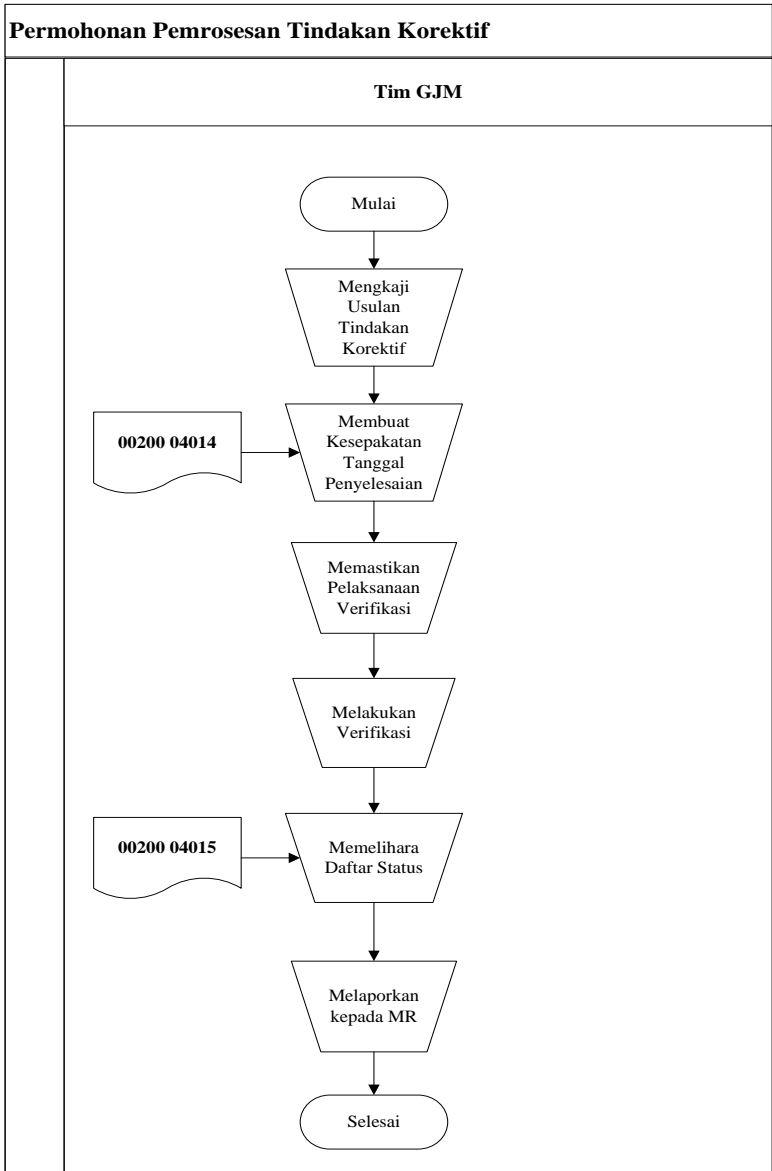 Permohonan Pemrosesan Tindakan Korektif
Tim GJM
Mulai
Mengkaji
Usulan
Tindakan
Korektif
00200 04014
Membuat
Kesepakatan
Tanggal
Penyelesaian
Memastikan
Pelaksanaan
Verifikasi
Melakukan
Verifikasi
00200 04015
Memelihara
Daftar Status
Melaporkan
kepada MR
Selesai